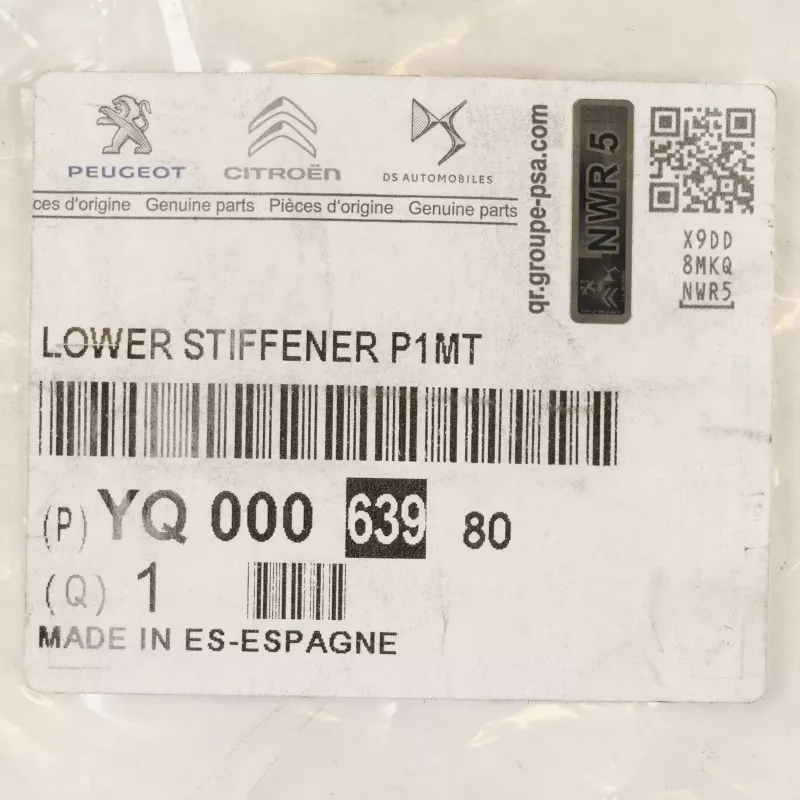 PEUGEOT
CITROËN
DS AUTOMOBILES
ces d'origine Genuine parts Pièces d'origine Genuine parts
qr.groupe-psa.com
NWR 5
X9DD
8MKQ
NWR5
LOWER STIFFENER P1MT
(P) YQ 000 639 80
(Q) 1
MADE IN ES-ESPAGNE